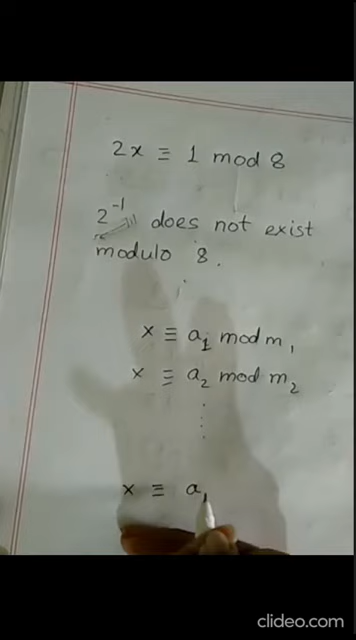 2x ≡ 1 mod 8
2⁻¹ does not exist
modulo 8.
x ≡ a₁ mod m₁
x ≡ a₂ mod m₂
x ≡ a
clideo.com